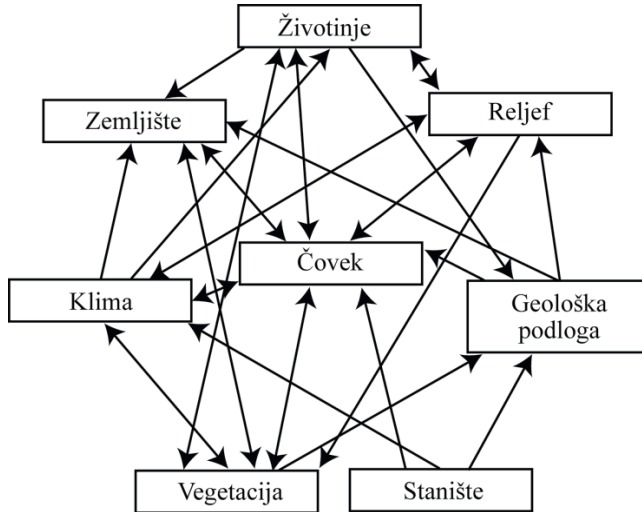 Životinje
Zemljište
Reljef
Čovek
Klima
Geološka
podloga
Vegetacija
Stanište